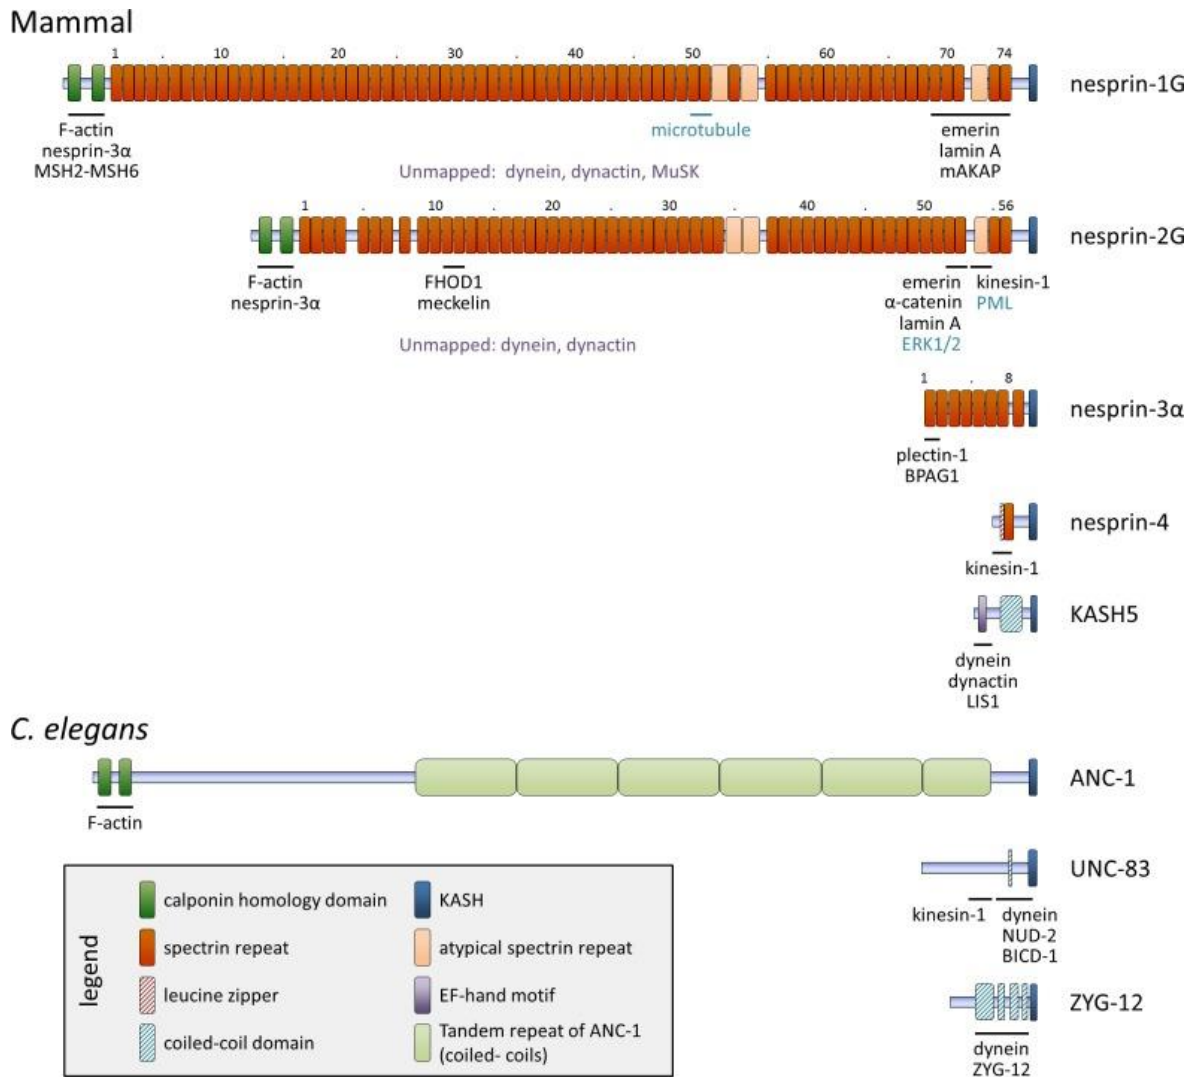 Mammal
1 10 . 20 . 30 . 40 . 50 . 60 . 70 74
nesprin-1G
F-actin
nesprin-3α
MSH2-MSH6
microtubule
emerin
lamin A
mAKAP
Unmapped: dynein, dynactin, MuSK
1 . 10 . 20 . 30 . 40 . 50 . 56
nesprin-2G
F-actin
nesprin-3α
FHOD1
meckelin
emerin
α-catenin
lamin A
ERK1/2
kinesin-1
PML
Unmapped: dynein, dynactin
1 . 8
nesprin-3α
plectin-1
BPAG1
nesprin-4
kinesin-1
KASH5
dynein
dynactin
LIS1
C. elegans
ANC-1
F-actin
UNC-83
kinesin-1
dynein
NUD-2
BICD-1
ZYG-12
dynein
ZYG-12
legend
calponin homology domain
spectrin repeat
leucine zipper
coiled-coil domain
KASH
atypical spectrin repeat
EF-hand motif
Tandem repeat of ANC-1
(coiled- coils)